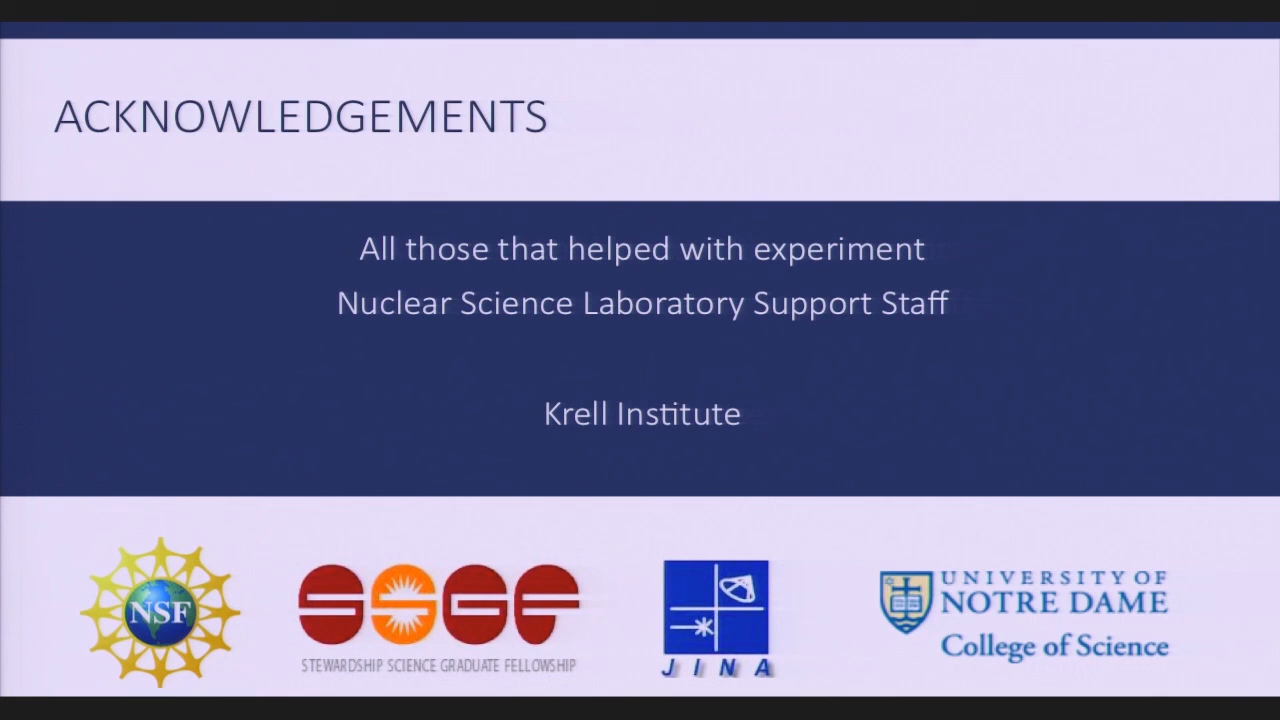 ACKNOWLEDGEMENTS
All those that helped with experiment
Nuclear Science Laboratory Support Staff
Krell Institute
NSF
SSGF
STEWARDSHIP SCIENCE GRADUATE FELLOWSHIP
JINA
UNIVERSITY OF
NOTRE DAME
College of Science